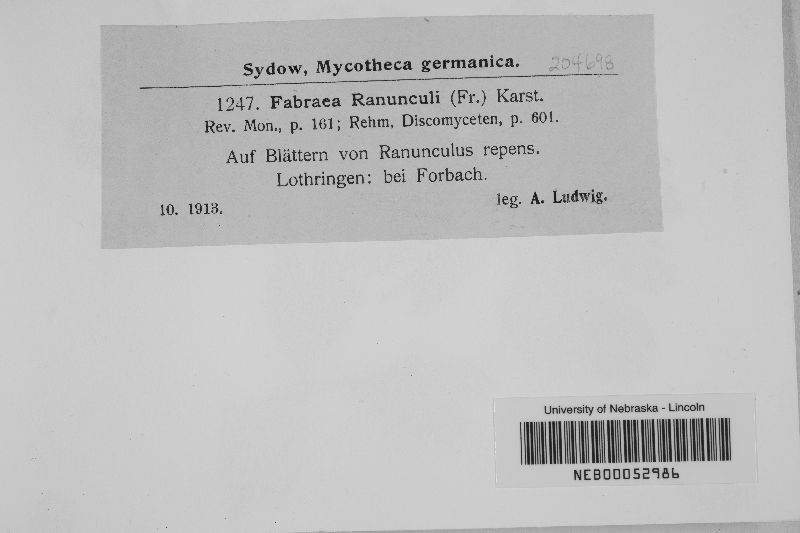 Sydow, Mycotheca germanica. 204698
1247. Fabraea Ranunculi (Fr.) Karst.
Rev. Mon., p. 161; Rehm, Discomyceten, p. 601.
Auf Blättern von Ranunculus repens.
Lothringen: bei Forbach.
10. 1913. leg. A. Ludwig.
University of Nebraska - Lincoln
NEB00052986